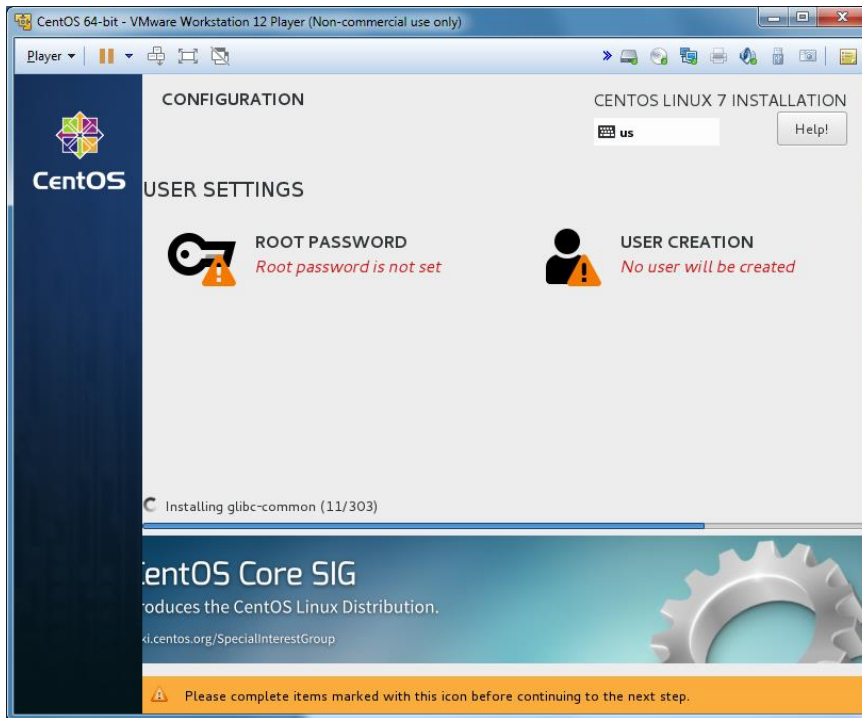 CentOS 64-bit - VMware Workstation 12 Player (Non-commercial use only)
Player
CentOS
CONFIGURATION
CENTOS LINUX 7 INSTALLATION
us
Help!
USER SETTINGS
ROOT PASSWORD
Root password is not set
USER CREATION
No user will be created
Installing glibc-common (11/303)
entOS Core SIG
roduces the CentOS Linux Distribution.
ki.centos.org/SpecialInterestGroup
Please complete items marked with this icon before continuing to the next step.